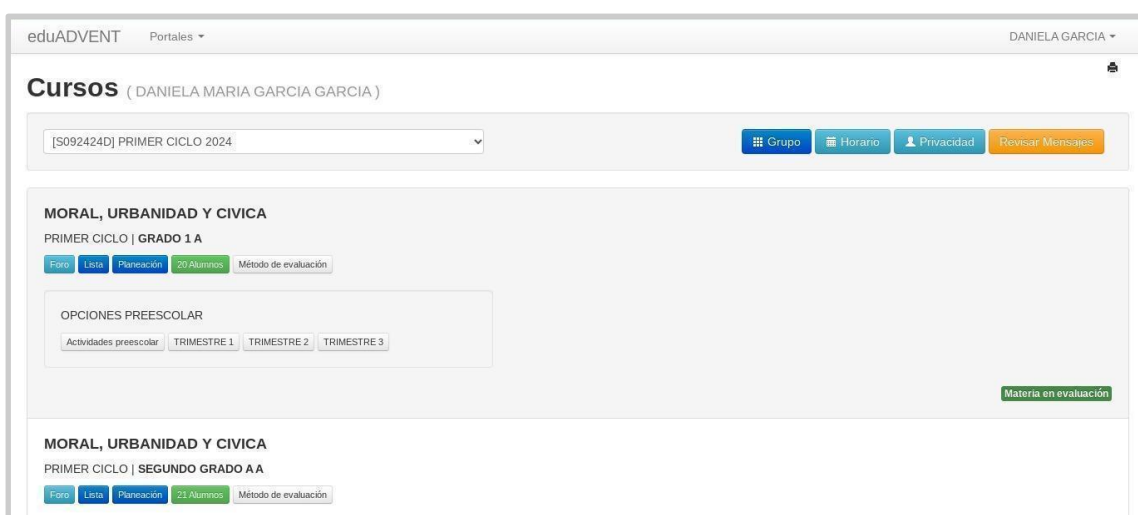 eduADVENT Portales DANIELA GARCIA
Cursos ( DANIELA MARIA GARCIA GARCIA )
[S092424D] PRIMER CICLO 2024 Grupo Horario Privacidad Revisar Mensajes
MORAL, URBANIDAD Y CIVICA
PRIMER CICLO | GRADO 1 A
Foro Lista Planeación 20 Alumnos Método de evaluación
OPCIONES PREESCOLAR
Actividades preescolar TRIMESTRE 1 TRIMESTRE 2 TRIMESTRE 3
Materia en evaluación
MORAL, URBANIDAD Y CIVICA
PRIMER CICLO | SEGUNDO GRADO A A
Foro Lista Planeación 21 Alumnos Método de evaluación